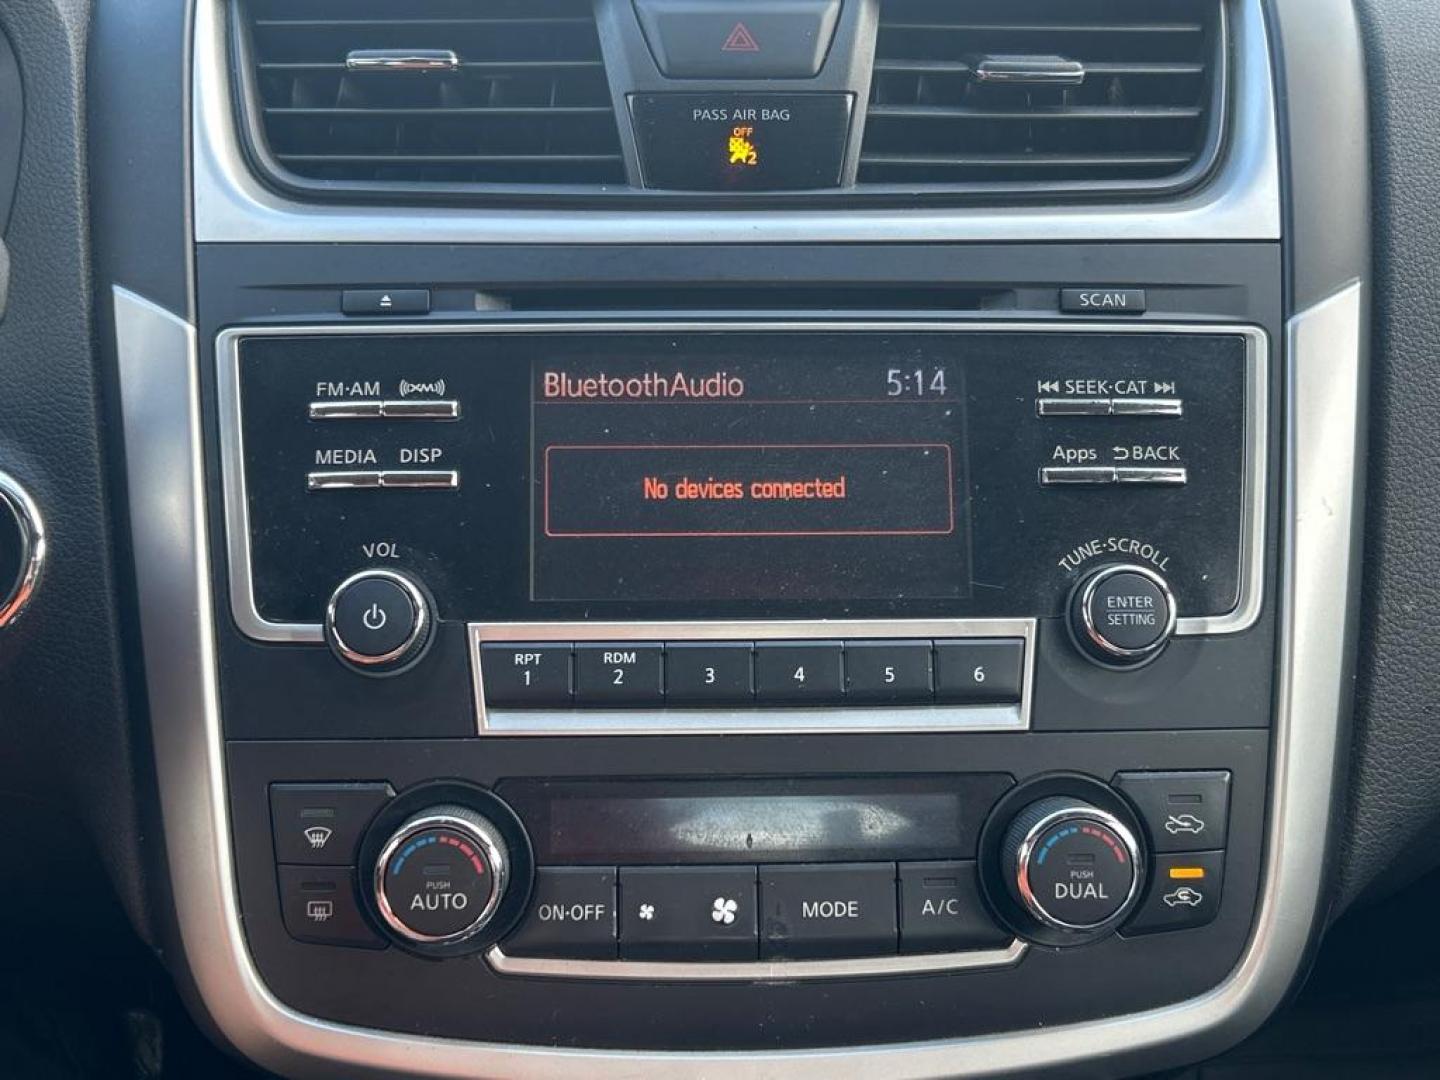 PASS AIR BAG
OFF
2
SCAN
FM·AM
XM
BluetoothAudio
5:14
SEEK·CAT
MEDIA
DISP
No devices connected
Apps
BACK
VOL
TUNE·SCROLL
ENTER
SETTING
RPT
1
RDM
2
3
4
5
6
PUSH
AUTO
ON·OFF
MODE
A/C
PUSH
DUAL